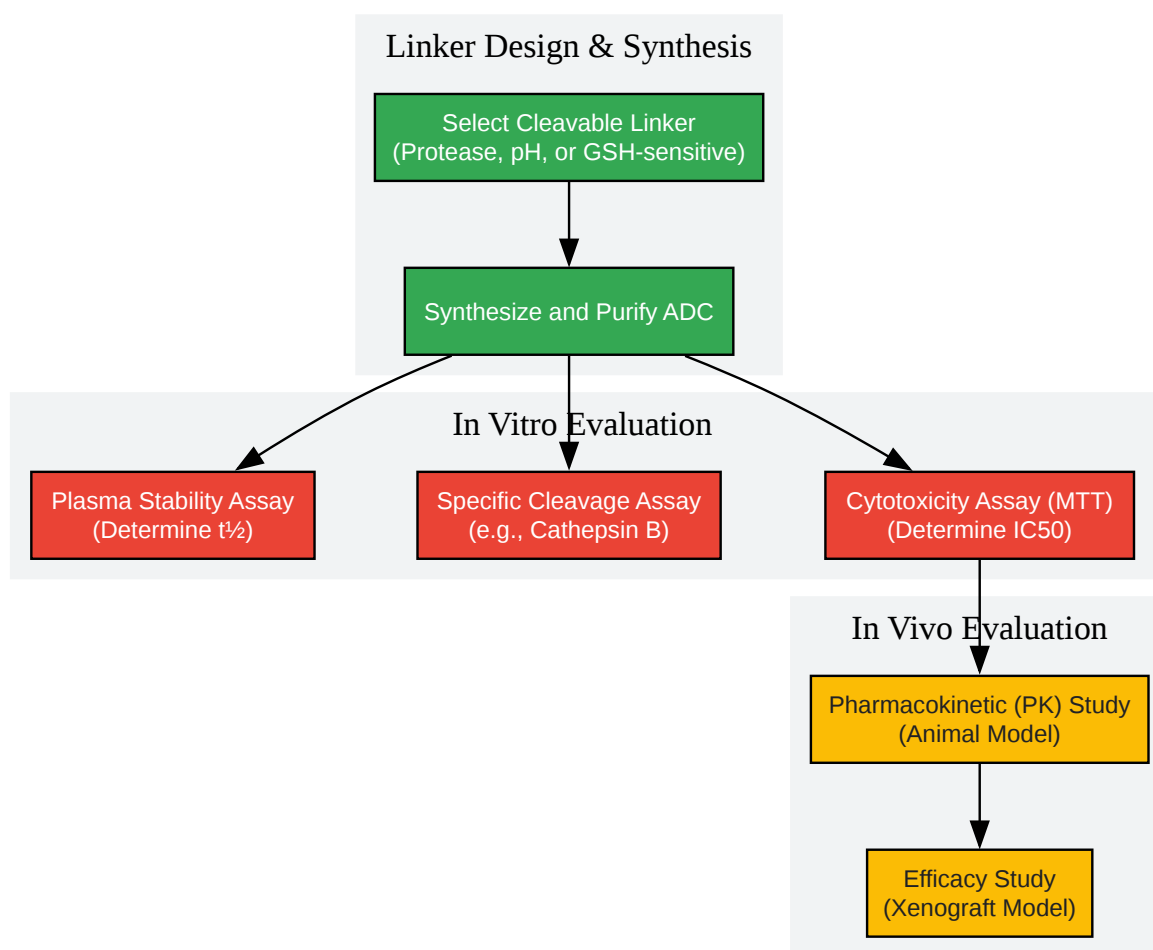 Linker Design & Synthesis
Select Cleavable Linker
(Protease, pH, or GSH-sensitive)
Synthesize and Purify ADC
In Vitro Evaluation
Plasma Stability Assay
(Determine t½)
Specific Cleavage Assay
(e.g., Cathepsin B)
Cytotoxicity Assay (MTT)
(Determine IC50)
In Vivo Evaluation
Pharmacokinetic (PK) Study
(Animal Model)
Efficacy Study
(Xenograft Model)